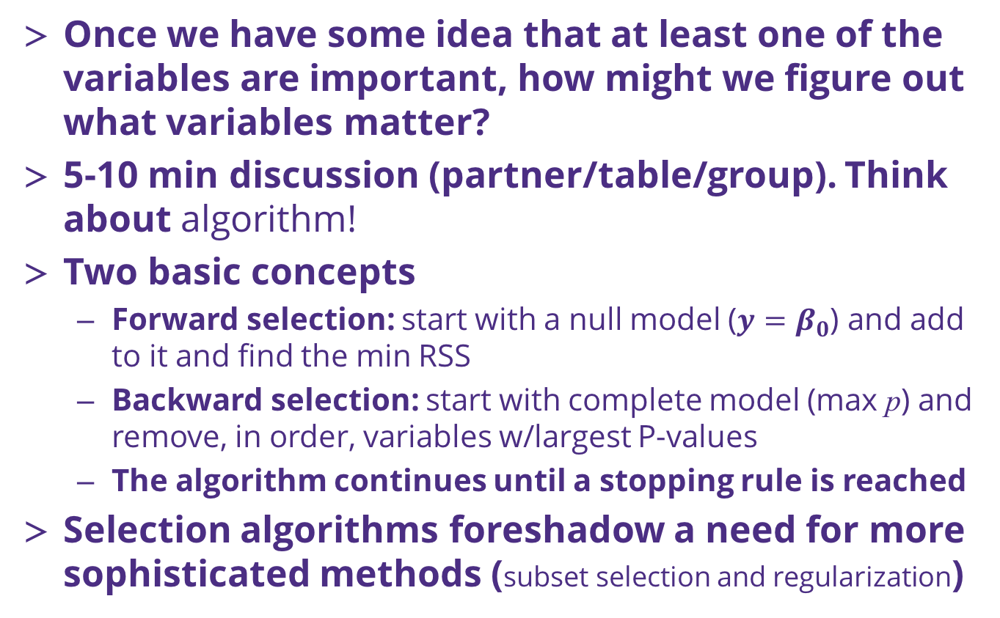 > Once we have some idea that at least one of the
variables are important, how might we figure out
what variables matter?
> 5-10 min discussion (partner/table/group). Think
about algorithm!
> Two basic concepts
– Forward selection: start with a null model (y = β₀) and add
to it and find the min RSS
– Backward selection: start with complete model (max p) and
remove, in order, variables w/largest P-values
– The algorithm continues until a stopping rule is reached
> Selection algorithms foreshadow a need for more
sophisticated methods (subset selection and regularization)